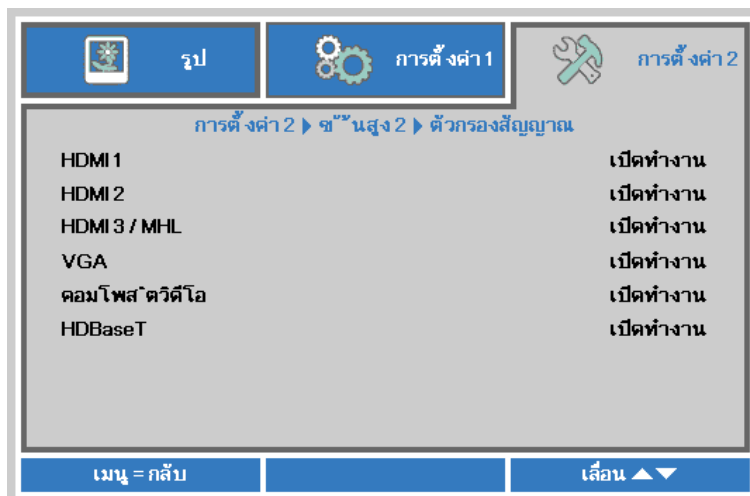 รูป
การตั้งค่า 1
การตั้งค่า 2
การตั้งค่า 2 ▶ ขั้นสูง 2 ▶ ตัวกรองสัญญาณ
HDMI 1 เปิดทำงาน
HDMI 2 เปิดทำงาน
HDMI 3 / MHL เปิดทำงาน
VGA เปิดทำงาน
คอมโพสิตวิดีโอ เปิดทำงาน
HDBaseT เปิดทำงาน
เมนู = กลับ
เลื่อน ▲▼